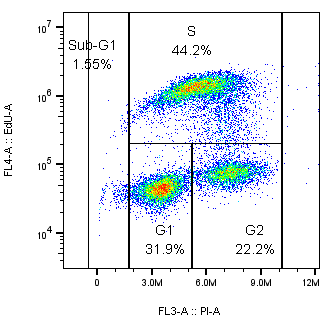 10^7
Sub-G1
1.55%
S
44.2%
10^6
FL4-A :: EdU-A
10^5
10^4
G1
31.9%
G2
22.2%
0
3.0M
6.0M
9.0M
12M
FL3-A :: PI-A